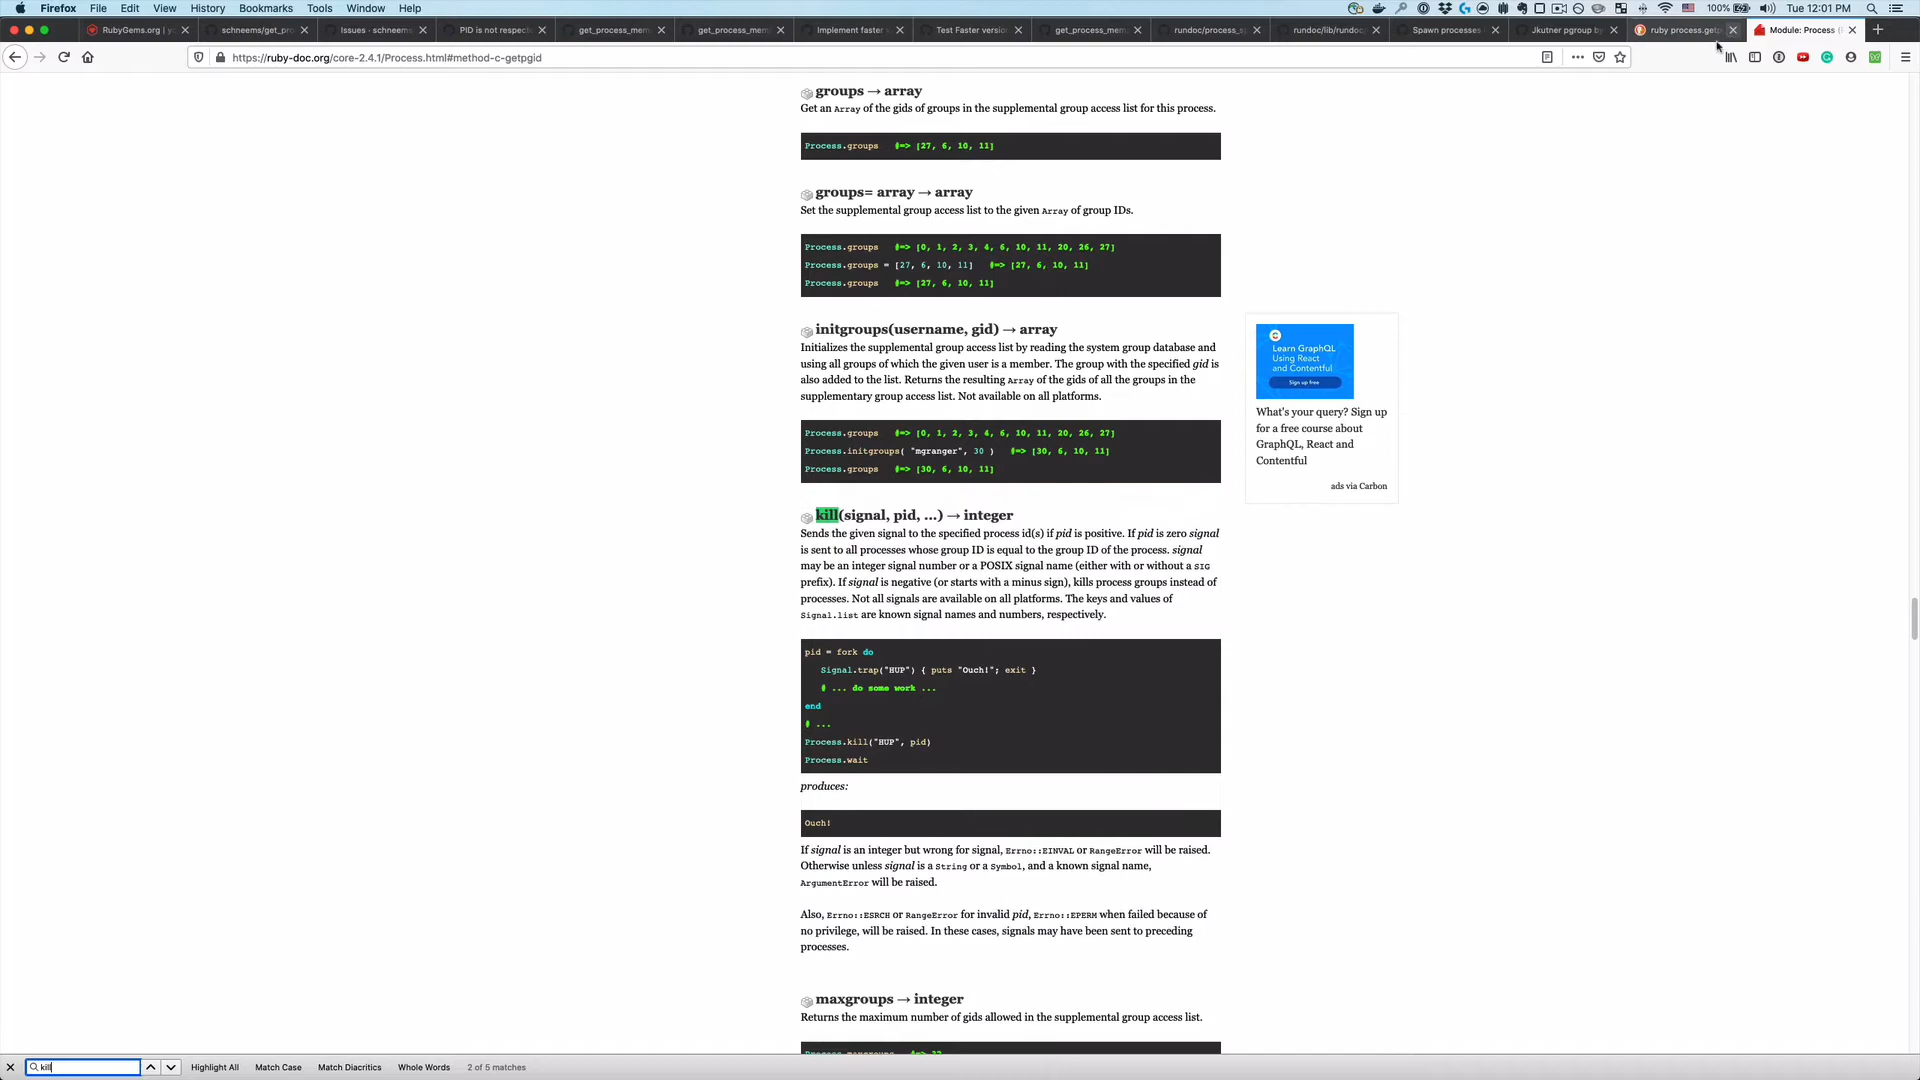 Firefox File Edit View History Bookmarks Tools Window Help 100% Tue 12:01 PM
RubyGems.org | yo schneems/get_pro Issues · schneems PID is not respect get_process_mem get_process_mem Implement faster Test Faster version get_process_mem rundoc/process_s rundoc/lib/rundoc Spawn processes Jkutner pgroup by ruby process.getp Module: Process (
https://ruby-doc.org/core-2.4.1/Process.html#method-c-getpgid
groups → array
Get an Array of the gids of groups in the supplemental group access list for this process.
Process.groups #=> [27, 6, 10, 11]
groups= array → array
Set the supplemental group access list to the given Array of group IDs.
Process.groups #=> [0, 1, 2, 3, 4, 6, 10, 11, 20, 26, 27]
Process.groups = [27, 6, 10, 11] #=> [27, 6, 10, 11]
Process.groups #=> [27, 6, 10, 11]
initgroups(username, gid) → array
Initializes the supplemental group access list by reading the system group database and
using all groups of which the given user is a member. The group with the specified gid is
also added to the list. Returns the resulting Array of the gids of all the groups in the
supplementary group access list. Not available on all platforms.
Process.groups #=> [0, 1, 2, 3, 4, 6, 10, 11, 20, 26, 27]
Process.initgroups( "mgranger", 30 ) #=> [30, 6, 10, 11]
Process.groups #=> [30, 6, 10, 11]
Learn GraphQL
Using React
and Contentful
Sign up free
What's your query? Sign up
for a free course about
GraphQL, React and
Contentful
ads via Carbon
kill(signal, pid, ...) → integer
Sends the given signal to the specified process id(s) if pid is positive. If pid is zero signal
is sent to all processes whose group ID is equal to the group ID of the process. signal
may be an integer signal number or a POSIX signal name (either with or without a SIG
prefix). If signal is negative (or starts with a minus sign), kills process groups instead of
processes. Not all signals are available on all platforms. The keys and values of
Signal.list are known signal names and numbers, respectively.
pid = fork do
Signal.trap("HUP") { puts "Ouch!"; exit }
# ... do some work ...
end
# ...
Process.kill("HUP", pid)
Process.wait
produces:
Ouch!
If signal is an integer but wrong for signal, Errno::EINVAL or RangeError will be raised.
Otherwise unless signal is a String or a Symbol, and a known signal name,
ArgumentError will be raised.
Also, Errno::ESRCH or RangeError for invalid pid, Errno::EPERM when failed because of
no privilege, will be raised. In these cases, signals may have been sent to preceding
processes.
maxgroups → integer
Returns the maximum number of gids allowed in the supplemental group access list.
Process.maxgroups #=> 32
kill Highlight All Match Case Match Diacritics Whole Words 2 of 5 matches